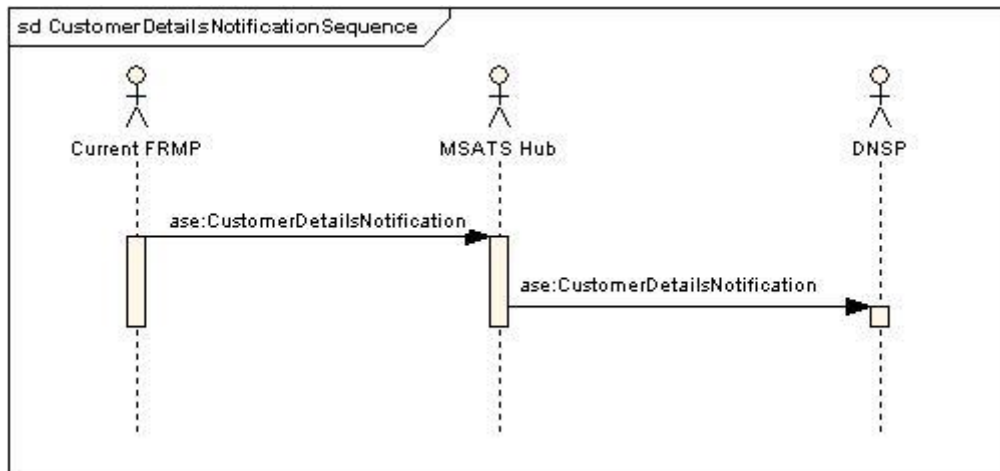 sd CustomerDetailsNotificationSequence
Current FRMP
MSATS Hub
DNSP
ase:CustomerDetailsNotification
ase:CustomerDetailsNotification